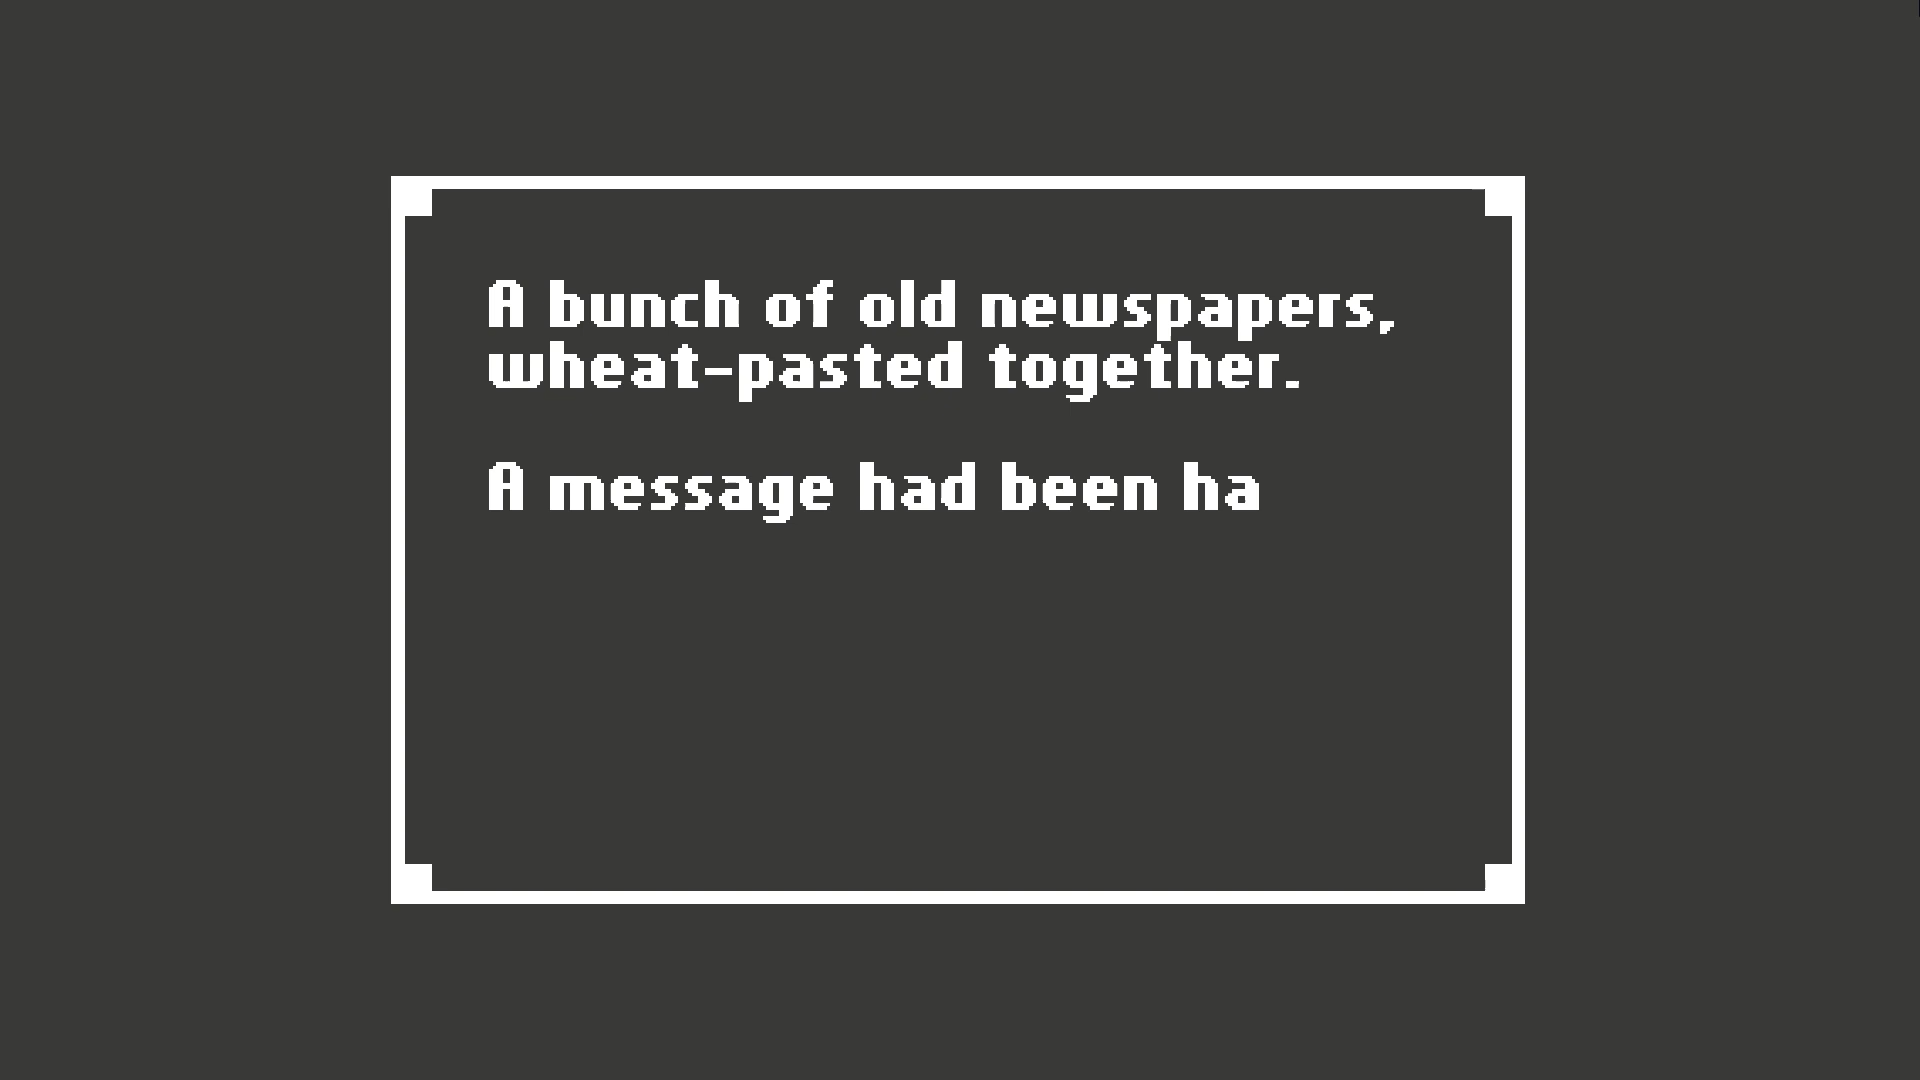 A bunch of old newspapers,
wheat-pasted together.
A message had been ha